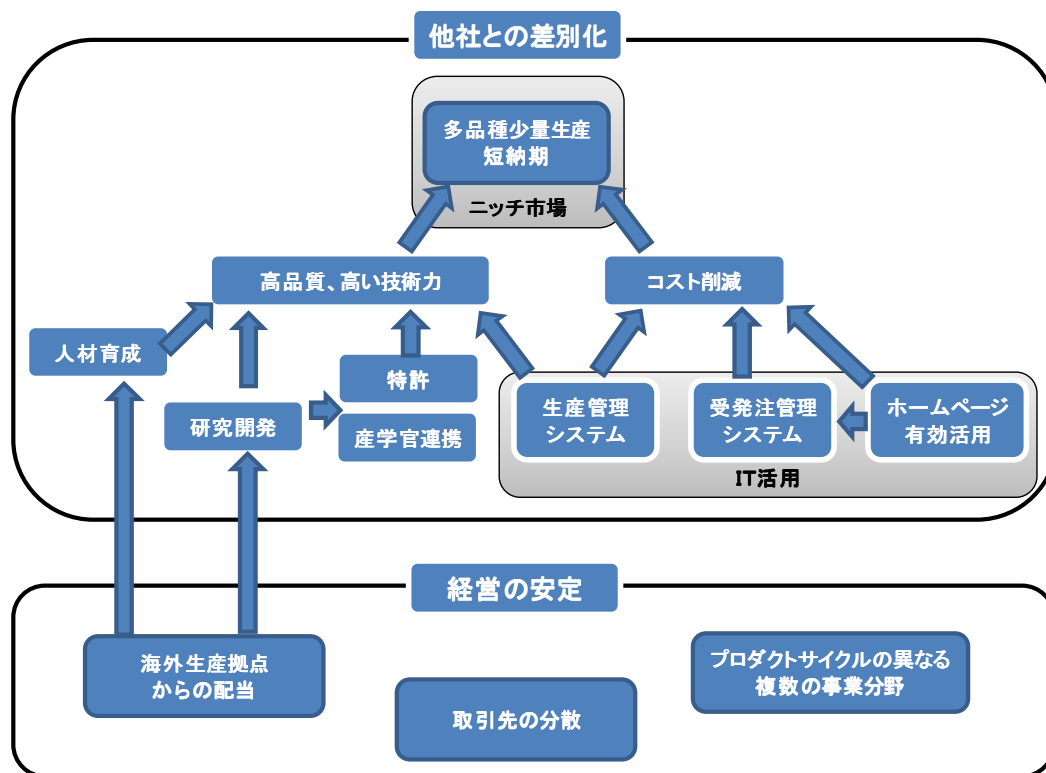 他社との差別化
多品種少量生産
短納期
ニッチ市場
高品質、高い技術力
コスト削減
人材育成
特許
研究開発
産学官連携
生産管理
システム
受発注管理
システム
ホームページ
有効活用
IT活用
経営の安定
海外生産拠点
からの配当
取引先の分散
プロダクトサイクルの異なる
複数の事業分野